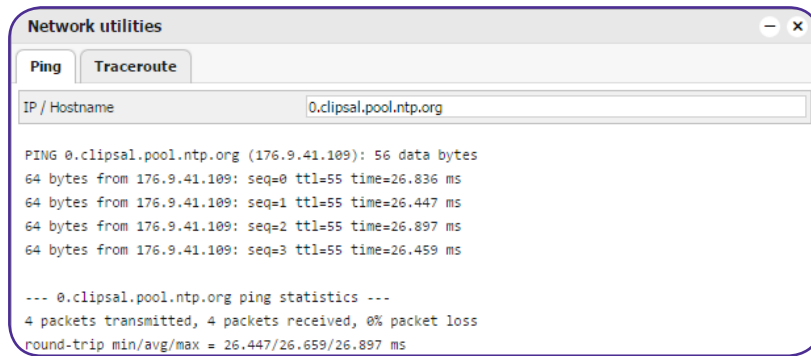 Network utilities
Ping Traceroute
IP / Hostname 0.clipsal.pool.ntp.org
PING 0.clipsal.pool.ntp.org (176.9.41.109): 56 data bytes
64 bytes from 176.9.41.109: seq=0 ttl=55 time=26.836 ms
64 bytes from 176.9.41.109: seq=1 ttl=55 time=26.447 ms
64 bytes from 176.9.41.109: seq=2 ttl=55 time=26.897 ms
64 bytes from 176.9.41.109: seq=3 ttl=55 time=26.459 ms
--- 0.clipsal.pool.ntp.org ping statistics ---
4 packets transmitted, 4 packets received, 0% packet loss
round-trip min/avg/max = 26.447/26.659/26.897 ms